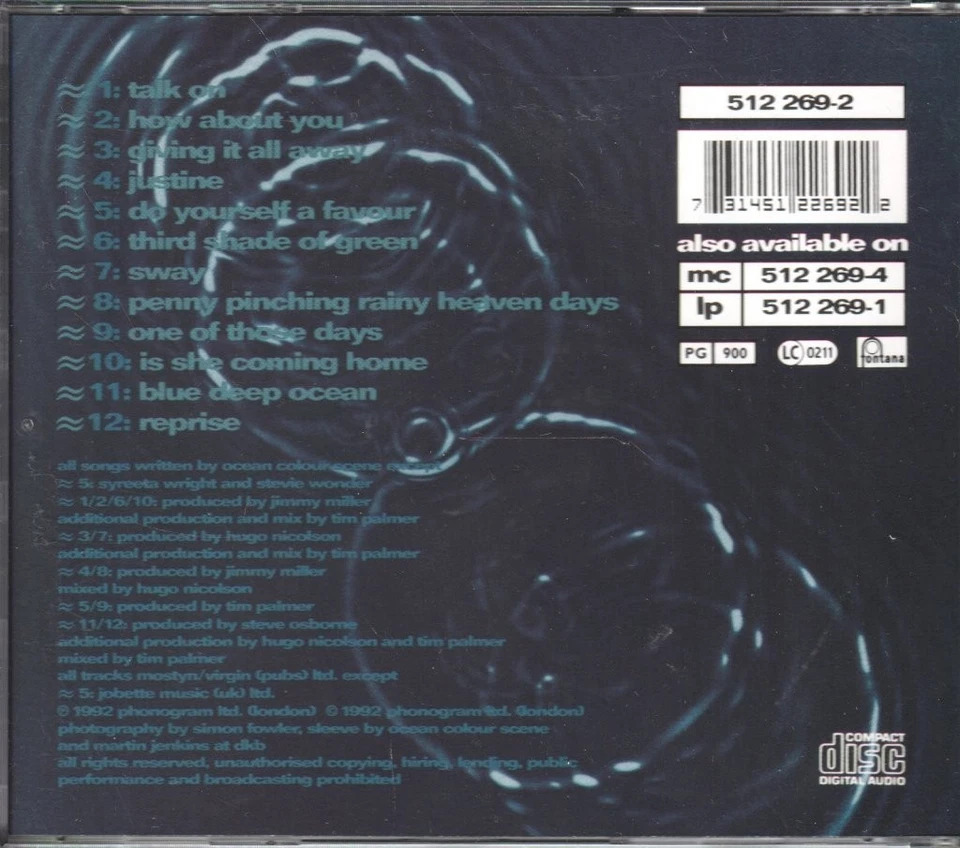 ≈ 1: talk on
≈ 2: how about you
≈ 3: giving it all away
≈ 4: justine
≈ 5: do yourself a favour
≈ 6: third shade of green
≈ 7: sway
≈ 8: penny pinching rainy heaven days
≈ 9: one of those days
≈ 10: is she coming home
≈ 11: blue deep ocean
≈ 12: reprise
all songs written by ocean colour scene except
≈ 5: syreeta wright and stevie wonder
≈ 1/2/6/10: produced by jimmy miller
additional production and mix by tim palmer
≈ 3/7: produced by hugo nicolson
additional production and mix by tim palmer
≈ 4/8: produced by jimmy miller
mixed by hugo nicolson
≈ 5/9: produced by tim palmer
≈ 11/12: produced by steve osborne
additional production by hugo nicolson and tim palmer
mixed by tim palmer
all tracks mostyn/virgin (pubs) ltd. except
≈ 5: jobette music (uk) ltd.
℗ 1992 phonogram ltd. (london) © 1992 phonogram ltd. (london)
photography by simon fowler, sleeve by ocean colour scene
and martin jenkins at dkb
all rights reserved, unauthorised copying, hiring, lending, public
performance and broadcasting prohibited
512 269-2
7 31451 22692 2
also available on
mc 512 269-4
lp 512 269-1
PG 900 LC 0211 fontana
COMPACT
disc
DIGITAL AUDIO